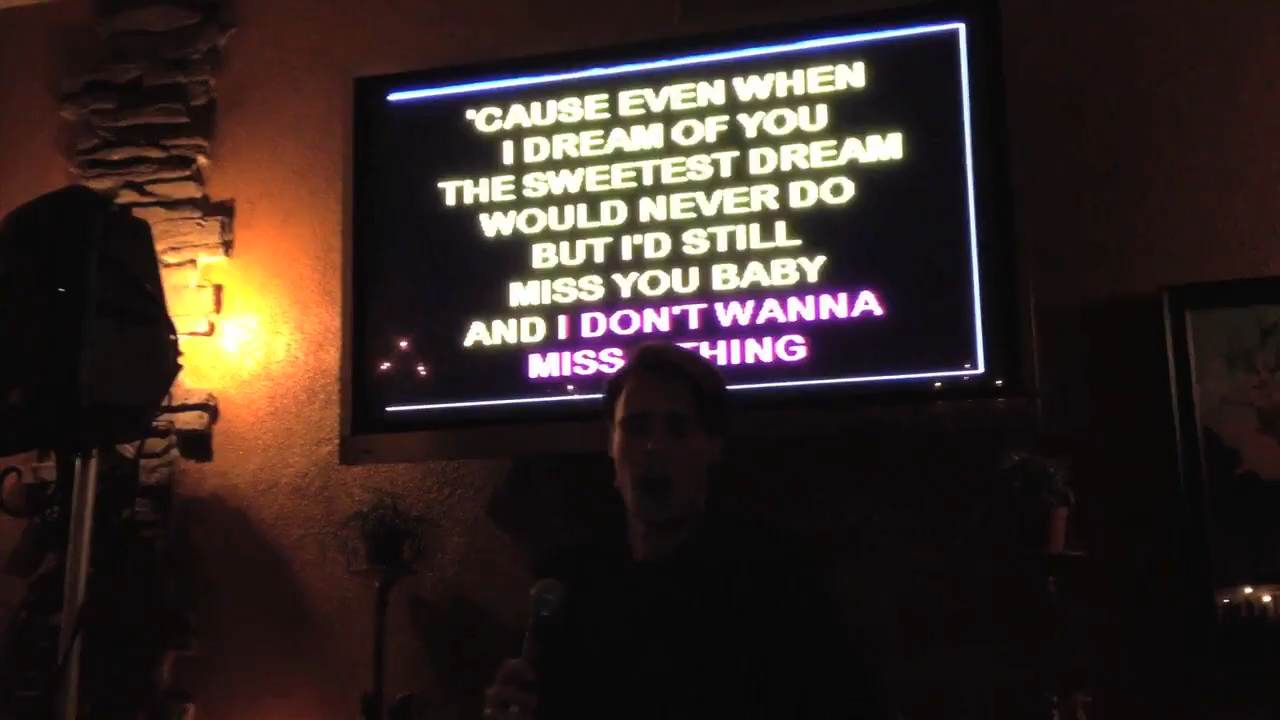 'CAUSE EVEN WHEN
I DREAM OF YOU
THE SWEETEST DREAM
WOULD NEVER DO
BUT I'D STILL
MISS YOU BABY
AND I DON'T WANNA
MISS THING